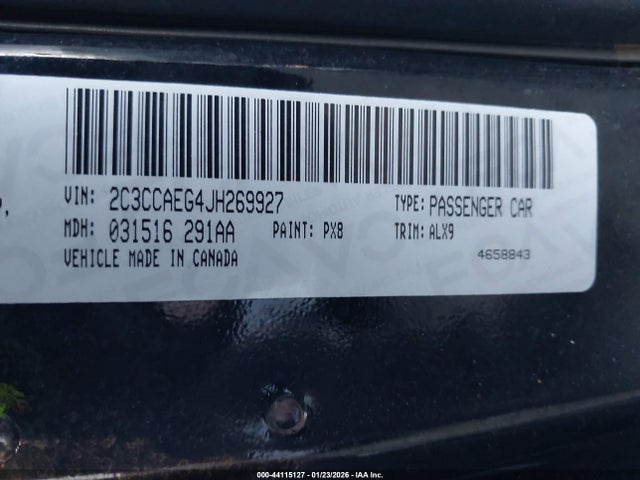 VIN: 2C3CCAEG4JH269927 TYPE: PASSENGER CAR
MDH: 031516 291AA PAINT: PX8 TRIM: ALX9
VEHICLE MADE IN CANADA 4658843
000-44115127 - 01/23/2026 - IAA Inc.